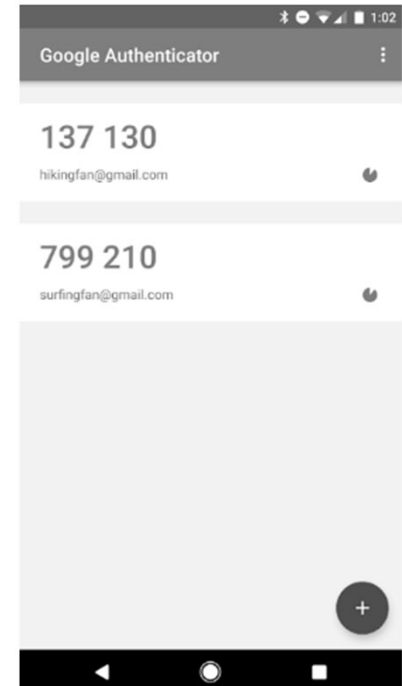 1:02
Google Authenticator
137 130
hikingfan@gmail.com
799 210
surfingfan@gmail.com
+